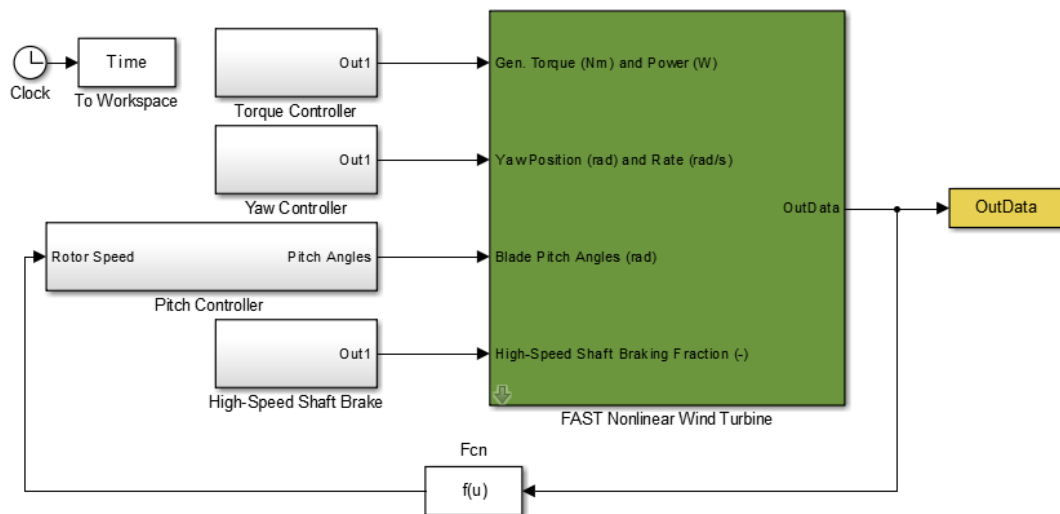 Time
Clock
To Workspace
Out1
Torque Controller
Out1
Yaw Controller
Rotor Speed
Pitch Angles
Pitch Controller
Out1
High-Speed Shaft Brake
Gen. Torque (Nm) and Power (W)
Yaw Position (rad) and Rate (rad/s)
Blade Pitch Angles (rad)
High-Speed Shaft Braking Fraction (-)
OutData
FAST Nonlinear Wind Turbine
OutData
Fcn
f(u)